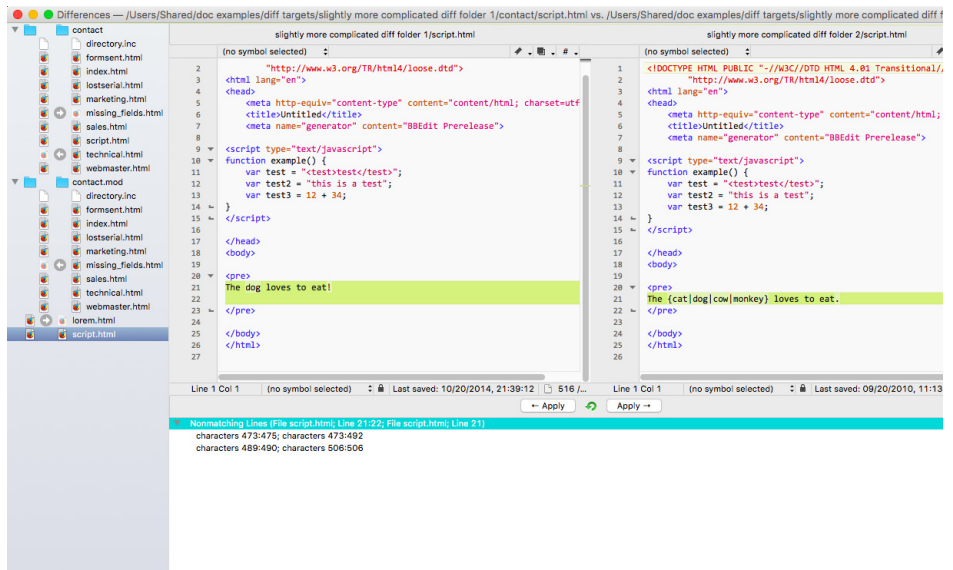 Differences — /Users/Shared/doc examples/diff targets/slightly more complicated diff folder 1/contact/script.html vs. /Users/Shared/doc examples/diff targets/slightly more complicated diff f
contact
directory.inc
formsent.html
index.html
lostserial.html
marketing.html
missing_fields.html
sales.html
script.html
technical.html
webmaster.html
contact.mod
directory.inc
formsent.html
index.html
lostserial.html
marketing.html
missing_fields.html
sales.html
technical.html
webmaster.html
lorem.html
script.html
slightly more complicated diff folder 1/script.html
(no symbol selected) #
2 "http://www.w3.org/TR/html4/loose.dtd">
3 <html lang="en">
4 <head>
5 <meta http-equiv="content-type" content="content/html; charset=utf
6 <title>Untitled</title>
7 <meta name="generator" content="BBEdit Prerelease">
8
9 <script type="text/javascript">
10 function example() {
11 var test = "<test>test</test>";
12 var test2 = "this is a test";
13 var test3 = 12 + 34;
14 }
15 </script>
16
17 </head>
18 <body>
19
20 <pre>
21 The dog loves to eat!
22
23 </pre>
24
25 </body>
26 </html>
27
Line 1 Col 1 (no symbol selected) Last saved: 10/20/2014, 21:39:12 516 /...
slightly more complicated diff folder 2/script.html
(no symbol selected)
1 <!DOCTYPE HTML PUBLIC "-//W3C//DTD HTML 4.01 Transitional/
2 "http://www.w3.org/TR/html4/loose.dtd">
3 <html lang="en">
4 <head>
5 <meta http-equiv="content-type" content="content/html;
6 <title>Untitled</title>
7 <meta name="generator" content="BBEdit Prerelease">
8
9 <script type="text/javascript">
10 function example() {
11 var test = "<test>test</test>";
12 var test2 = "this is a test";
13 var test3 = 12 + 34;
14 }
15 </script>
16
17 </head>
18 <body>
19
20 <pre>
21 The {cat|dog|cow|monkey} loves to eat.
22 </pre>
23
24 </body>
25 </html>
26
Line 1 Col 1 (no symbol selected) Last saved: 09/20/2010, 11:13
← Apply Apply →
Nonmatching Lines (File script.html; Line 21:22; File script.html; Line 21)
characters 473:475; characters 473:492
characters 489:490; characters 506:506